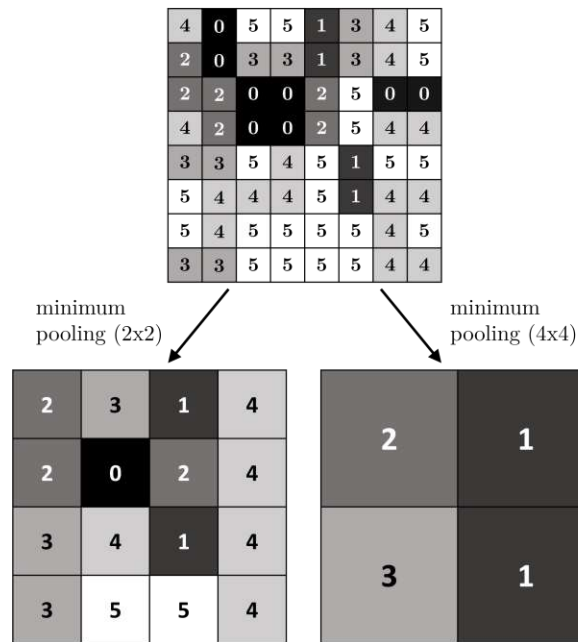 4 0 5 5 1 3 4 5
2 0 3 3 1 3 4 5
2 2 0 0 2 5 0 0
4 2 0 0 2 5 4 4
3 3 5 4 5 1 5 5
5 4 4 4 5 1 4 4
5 4 5 5 5 5 4 5
3 3 5 5 5 5 4 4
minimum
pooling (2x2)
minimum
pooling (4x4)
2 3 1 4
2 0 2 4
3 4 1 4
3 5 5 4
2 1
3 1